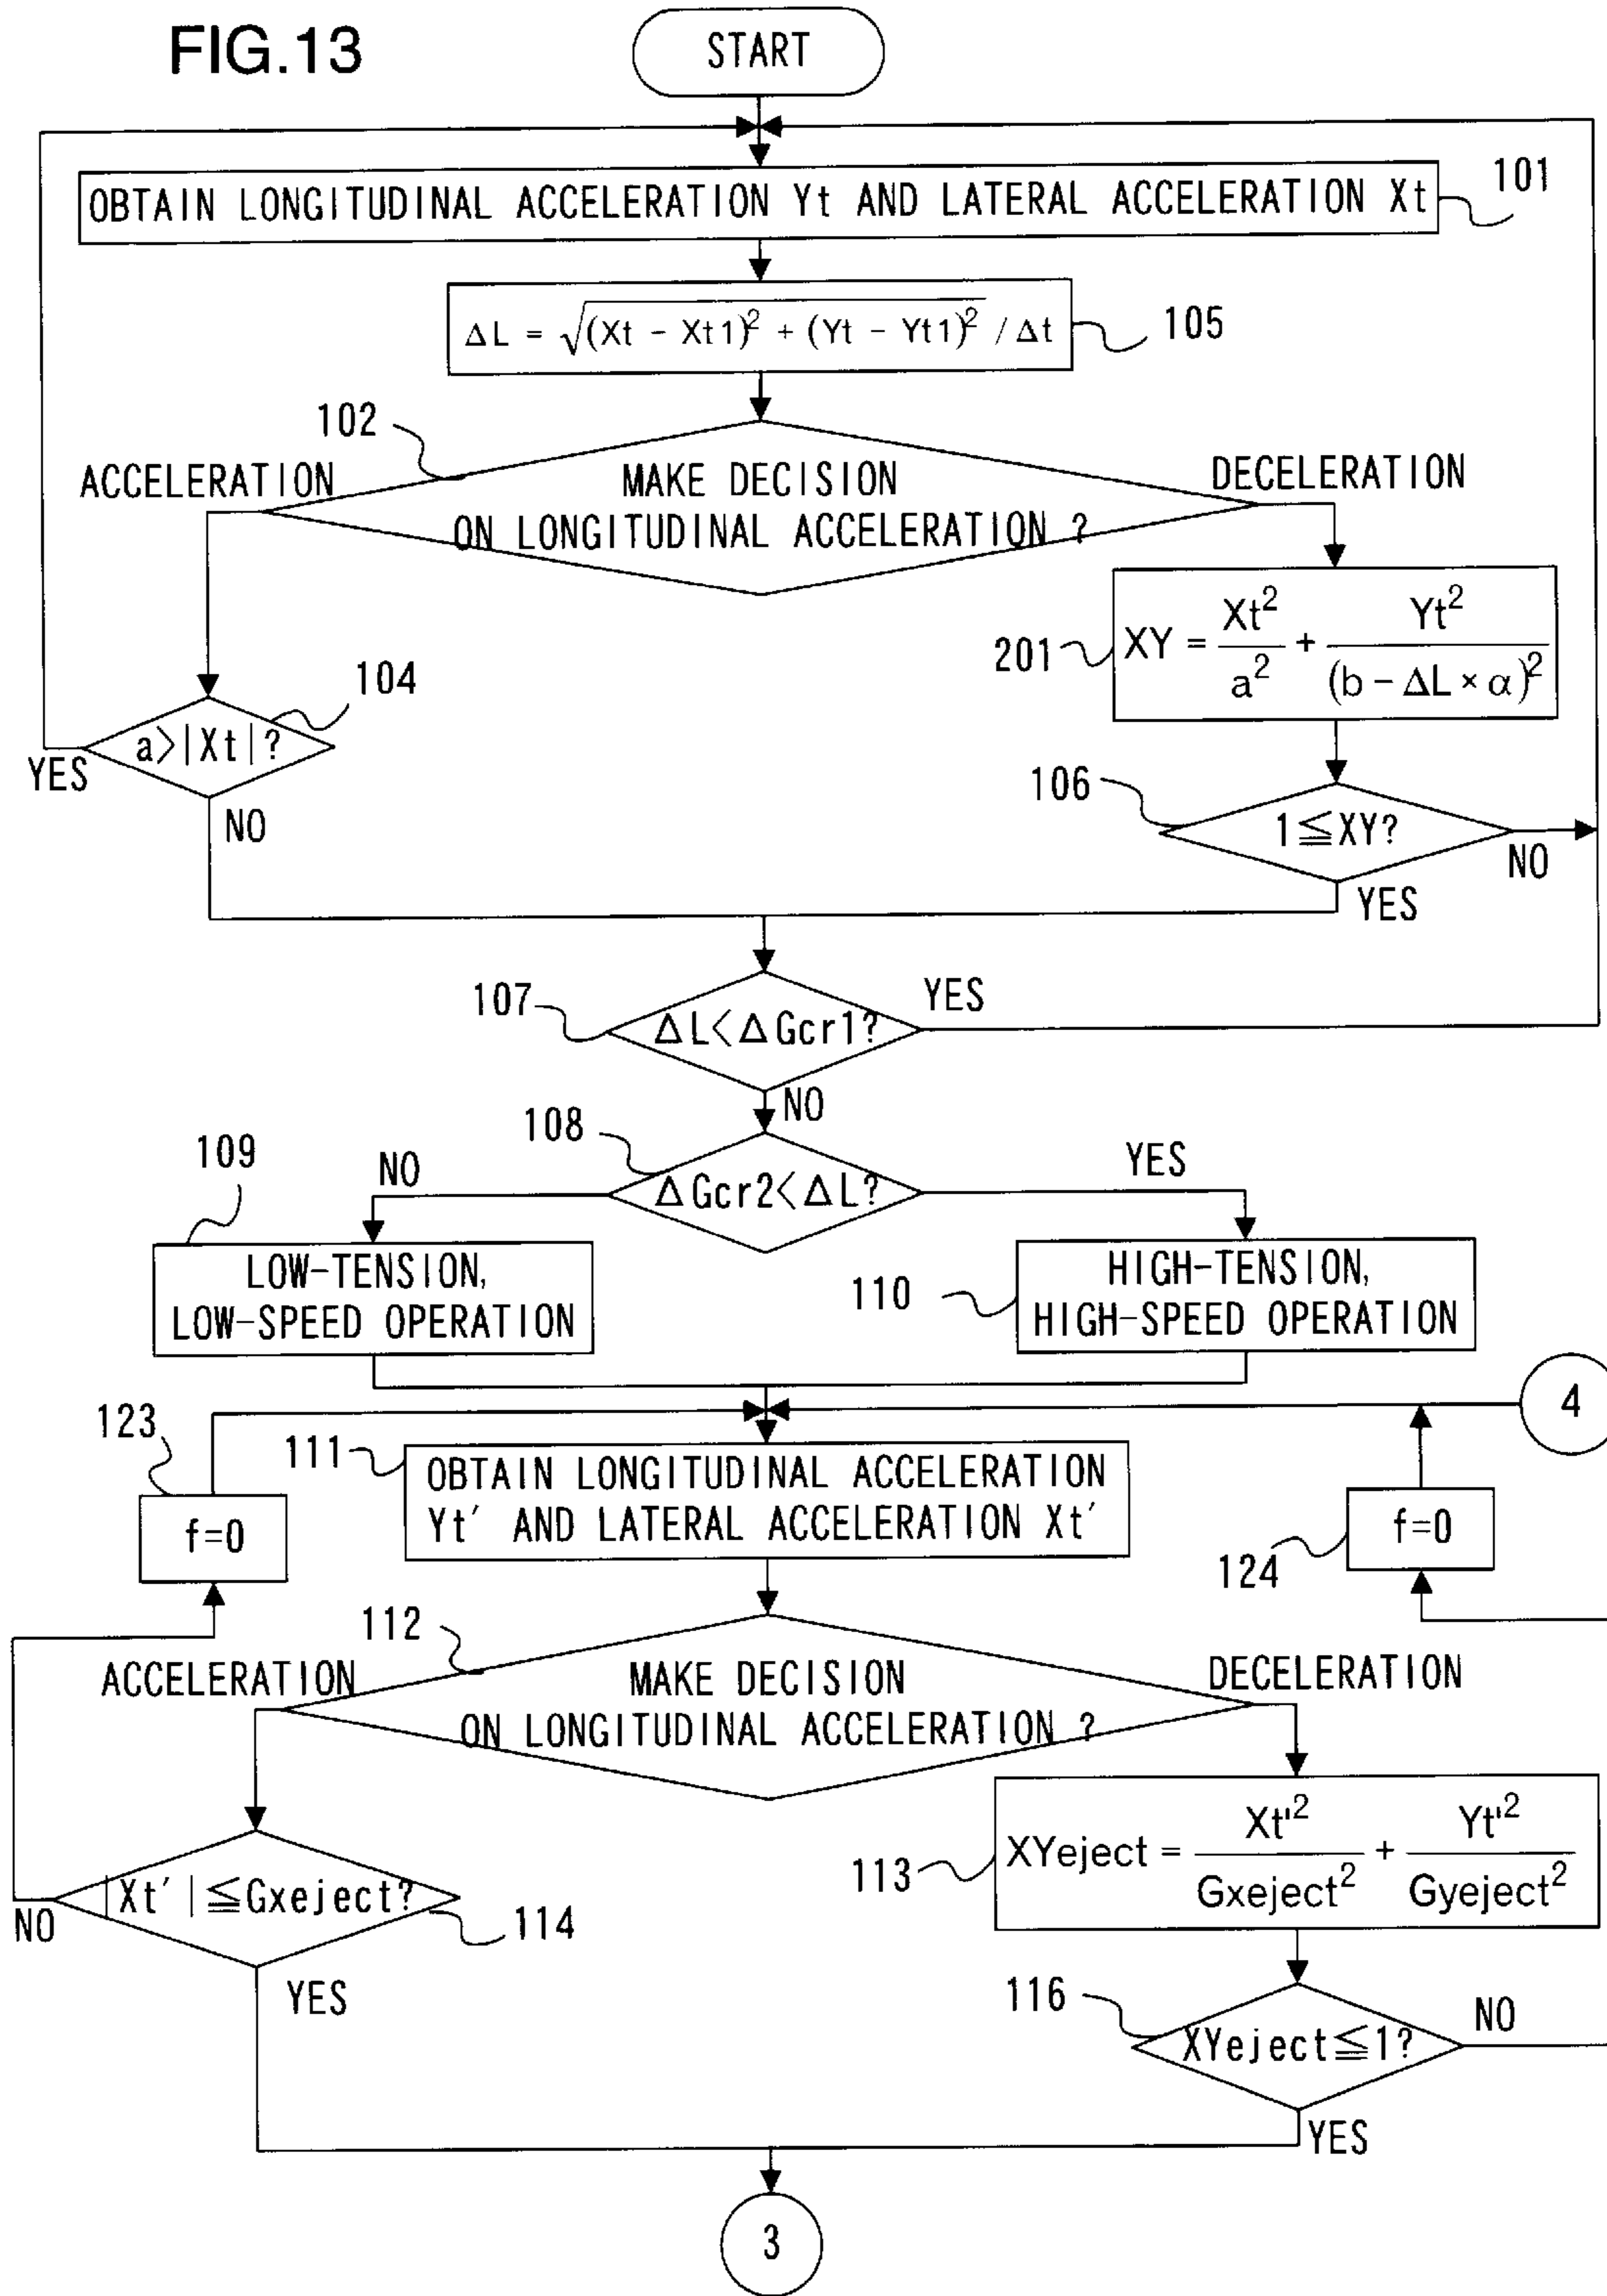 FIG.13
START
OBTAIN LONGITUDINAL ACCELERATION Yt AND LATERAL ACCELERATION Xt
101
ΔL = √(Xt - Xt1)² + (Yt - Yt1)² / Δt
105
102
ACCELERATION
MAKE DECISION
ON LONGITUDINAL ACCELERATION ?
DECELERATION
201
XY = Xt²/a² + Yt²/(b - ΔL × α)²
104
a>|Xt|?
YES
NO
106
1≦XY?
NO
YES
107
ΔL<ΔGcr1?
YES
NO
108
ΔGcr2<ΔL?
NO
YES
109
LOW-TENSION,
LOW-SPEED OPERATION
110
HIGH-TENSION,
HIGH-SPEED OPERATION
4
123
f=0
111
OBTAIN LONGITUDINAL ACCELERATION
Yt′ AND LATERAL ACCELERATION Xt′
124
f=0
112
ACCELERATION
MAKE DECISION
ON LONGITUDINAL ACCELERATION ?
DECELERATION
113
XYeject = Xt'²/Gxeject² + Yt'²/Gyeject²
|Xt′|≦Gxeject?
114
NO
YES
116
XYeject≦1?
NO
YES
3